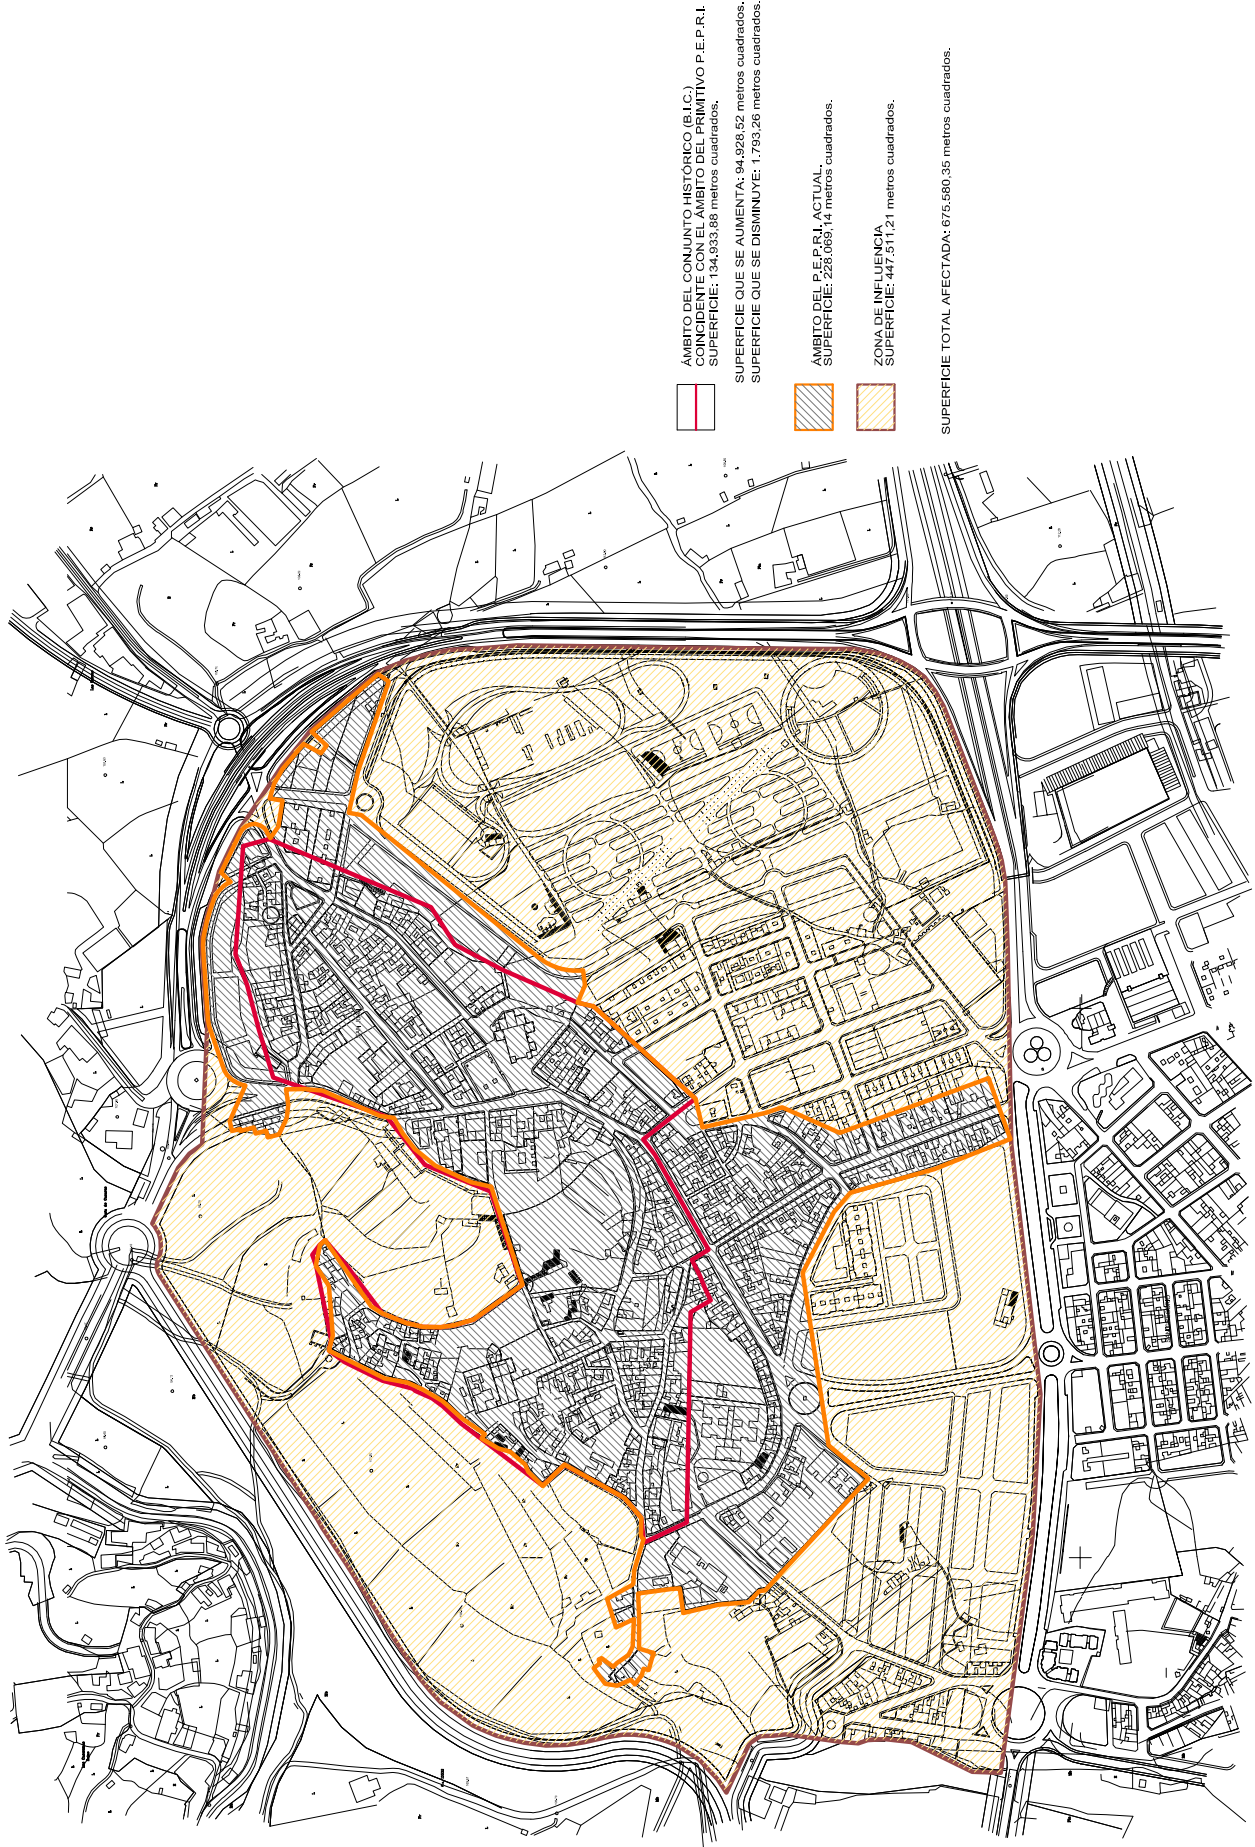 ÁMBITO DEL CONJUNTO HISTÓRICO (B.I.C.)
COINCIDENTE CON EL ÁMBITO DEL PRIMITIVO P.E.P.R.I.
SUPERFICIE: 134.933,88 metros cuadrados.
SUPERFICIE QUE SE AUMENTA: 94.928,52 metros cuadrados.
SUPERFICIE QUE SE DISMINUYE: 1.793,26 metros cuadrados.
ÁMBITO DEL P.E.P.R.I. ACTUAL.
SUPERFICIE: 228.069,14 metros cuadrados.
ZONA DE INFLUENCIA
SUPERFICIE: 447.511,21 metros cuadrados.
SUPERFICIE TOTAL AFECTADA: 675.580,35 metros cuadrados.